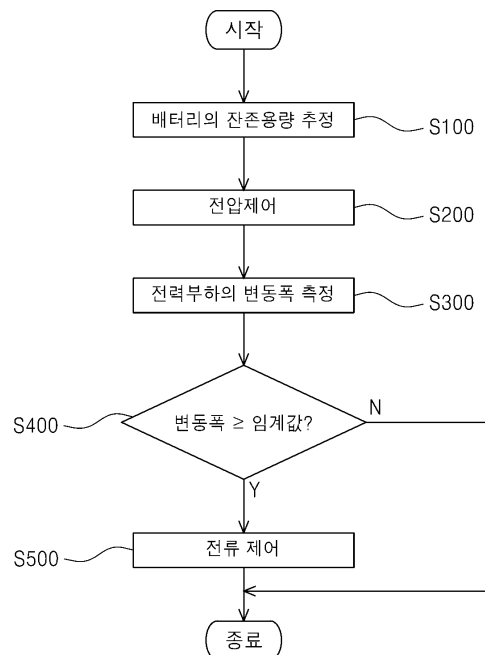 시작
배터리의 잔존용량 추정
S100
전압제어
S200
전력부하의 변동폭 측정
S300
S400
변동폭 ≥ 임계값?
N
Y
S500
전류 제어
종료